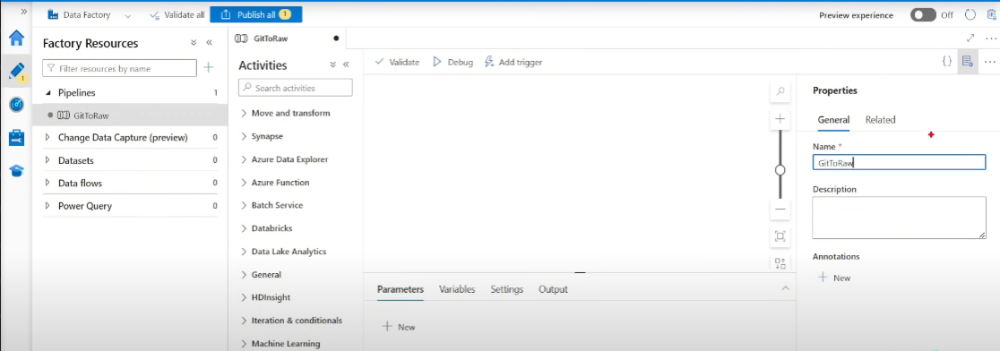 Data Factory
Validate all
Publish all 1
Preview experience
Off
Factory Resources
Filter resources by name
Pipelines 1
GitToRaw
Change Data Capture (preview) 0
Datasets 0
Data flows 0
Power Query 0
1
GitToRaw
Activities
Search activities
Move and transform
Synapse
Azure Data Explorer
Azure Function
Batch Service
Databricks
Data Lake Analytics
General
HDInsight
Iteration & conditionals
Machine Learning
Validate
Debug
Add trigger
Parameters Variables Settings Output
New
Properties
General Related
Name *
GitToRaw
Description
Annotations
New